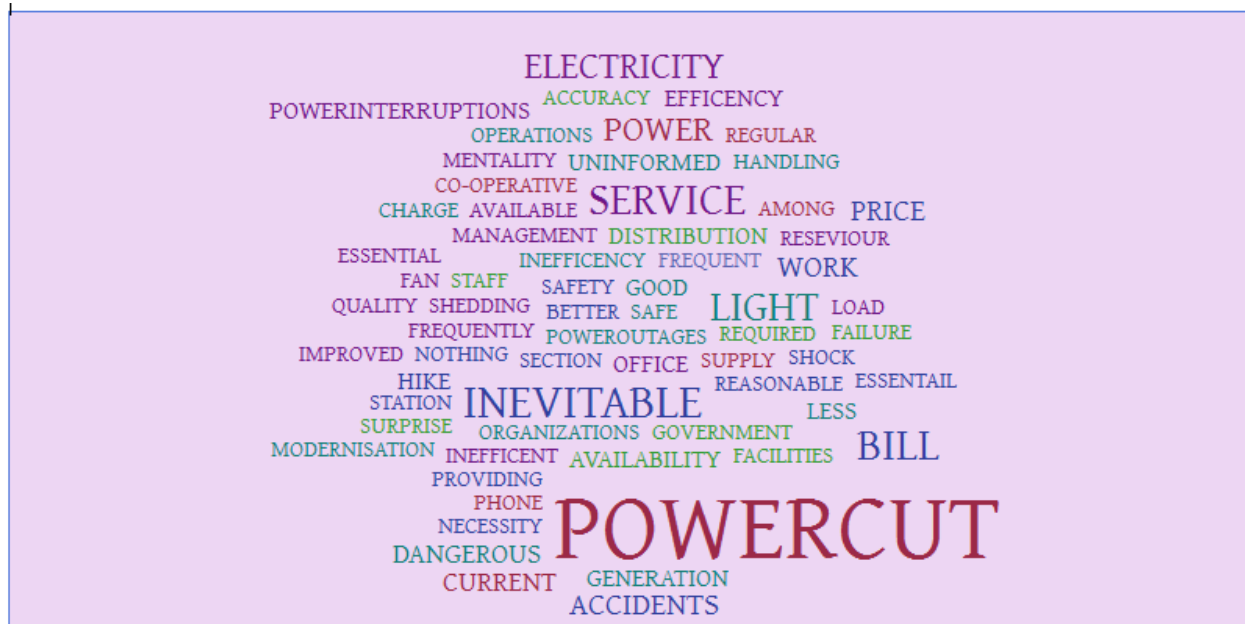 ELECTRICITY
ACCURACY EFFICENCY
POWERINTERRUPTIONS
OPERATIONS POWER REGULAR
MENTALITY UNINFORMED HANDLING
CO-OPERATIVE
CHARGE AVAILABLE SERVICE AMONG PRICE
MANAGEMENT DISTRIBUTION RESEVIOUR
ESSENTIAL INEFFICENCY FREQUENT WORK
FAN STAFF SAFETY GOOD
QUALITY SHEDDING BETTER SAFE LIGHT LOAD
FREQUENTLY POWEROUTAGES REQUIRED FAILURE
IMPROVED NOTHING SECTION OFFICE SUPPLY SHOCK
HIKE REASONABLE ESSENTAIL
STATION INEVITABLE LESS
SURPRISE ORGANIZATIONS GOVERNMENT
MODERNISATION INEFFICENT AVAILABILITY FACILITIES BILL
PROVIDING
PHONE
NECESSITY POWERCUT
DANGEROUS
CURRENT GENERATION
ACCIDENTS